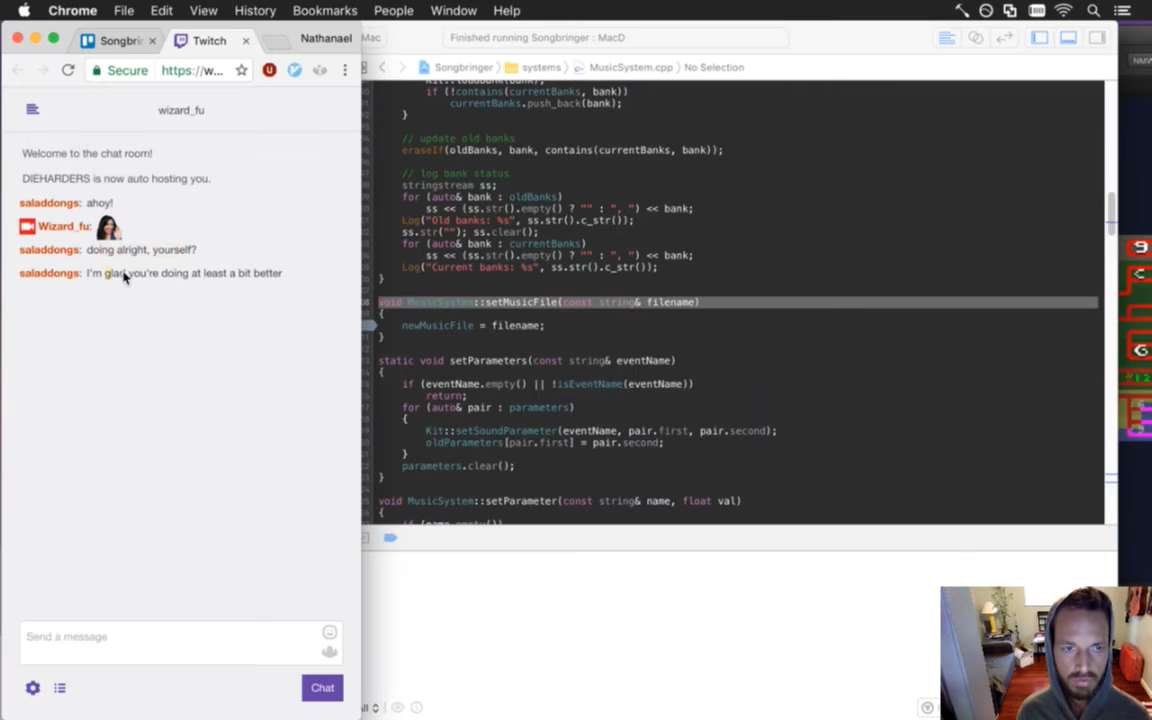 Chrome File Edit View History Bookmarks People Window Help
Songbrin Twitch Nathanael
Mac Finished running Songbringer : MacD
Secure https://w...
Songbringer systems MusicSystem.cpp No Selection
wizard_fu
Welcome to the chat room!
DIEHARDERS is now auto hosting you.
saladdongs: ahoy!
Wizard_fu:
saladdongs: doing alright, yourself?
saladdongs: I'm glad you're doing at least a bit better
Send a message
Chat
if (!contains(currentBanks, bank))
currentBanks.push_back(bank);
}
// update old banks
eraseIf(oldBanks, bank, contains(currentBanks, bank));
// log bank status
stringstream ss;
for (auto& bank : oldBanks)
ss << (ss.str().empty() ? "" : ", ") << bank;
Log("Old banks: %s", ss.str().c_str());
ss.str(""); ss.clear();
for (auto& bank : currentBanks)
ss << (ss.str().empty() ? "" : ", ") << bank;
Log("Current banks: %s", ss.str().c_str());
}
void MusicSystem::setMusicFile(const string& filename)
{
newMusicFile = filename;
}
static void setParameters(const string& eventName)
{
if (eventName.empty() || !isEventName(eventName))
return;
for (auto& pair : parameters)
{
Kit::setSoundParameter(eventName, pair.first, pair.second);
oldParameters[pair.first] = pair.second;
}
parameters.clear();
}
void MusicSystem::setParameter(const string& name, float val)
{